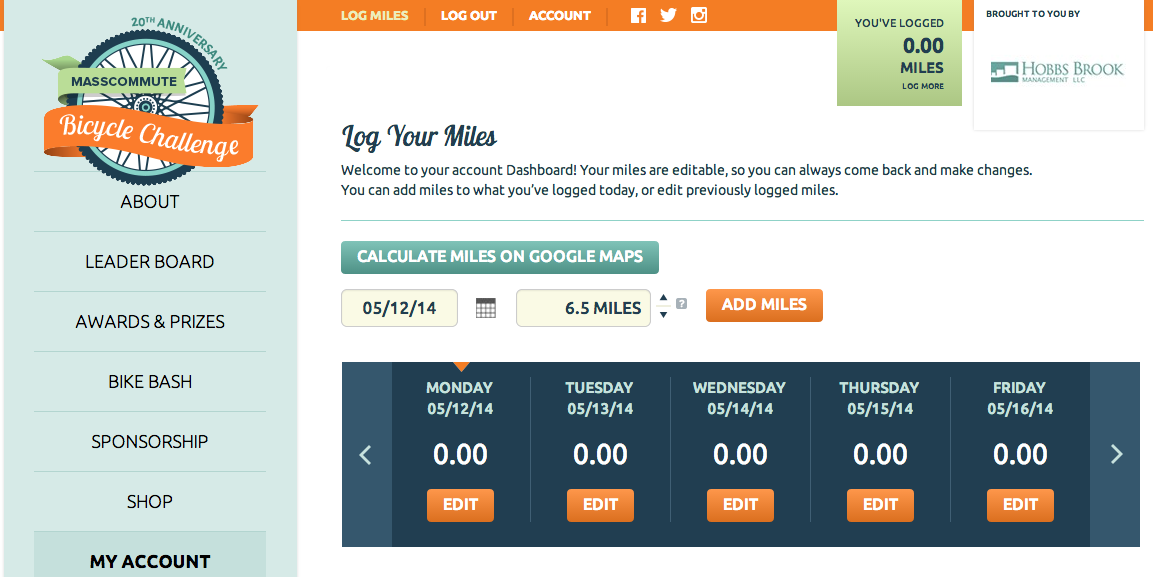 20TH ANNIVERSARY
MASSCOMMUTE
Bicycle Challenge
ABOUT
LEADER BOARD
AWARDS & PRIZES
BIKE BASH
SPONSORSHIP
SHOP
MY ACCOUNT
LOG MILES LOG OUT ACCOUNT
YOU'VE LOGGED
0.00
MILES
LOG MORE
BROUGHT TO YOU BY
HOBBS BROOK
MANAGEMENT LLC
Log Your Miles
Welcome to your account Dashboard! Your miles are editable, so you can always come back and make changes.
You can add miles to what you've logged today, or edit previously logged miles.
CALCULATE MILES ON GOOGLE MAPS
05/12/14 6.5 MILES ? ADD MILES
MONDAY TUESDAY WEDNESDAY THURSDAY FRIDAY
05/12/14 05/13/14 05/14/14 05/15/14 05/16/14
0.00 0.00 0.00 0.00 0.00
EDIT EDIT EDIT EDIT EDIT